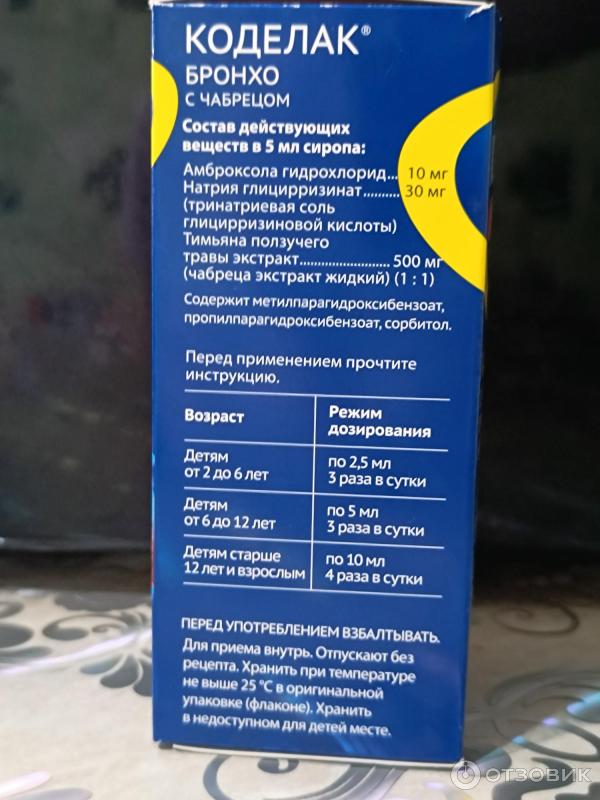 КОДЕЛАК®
БРОНХО
С ЧАБРЕЦОМ
Состав действующих
веществ в 5 мл сиропа:
Амброксола гидрохлорид... 10 мг
Натрия глицирризинат.......... 30 мг
(тринатриевая соль
глицирризиновой кислоты)
Тимьяна ползучего
травы экстракт......................... 500 мг
(чабреца экстракт жидкий) (1 : 1)
Содержит метилпарагидроксибензоат,
пропилпарагидроксибензоат, сорбитол.
Перед применением прочтите
инструкцию.
Возраст Режим
дозирования
Детям
от 2 до 6 лет
по 2,5 мл
3 раза в сутки
Детям
от 6 до 12 лет
по 5 мл
3 раза в сутки
Детям старше
12 лет и взрослым
по 10 мл
4 раза в сутки
ПЕРЕД УПОТРЕБЛЕНИЕМ ВЗБАЛТЫВАТЬ.
Для приема внутрь. Отпускают без
рецепта. Хранить при температуре
не выше 25 °С в оригинальной
упаковке (флаконе). Хранить
в недоступном для детей месте.
ОТЗОВИК